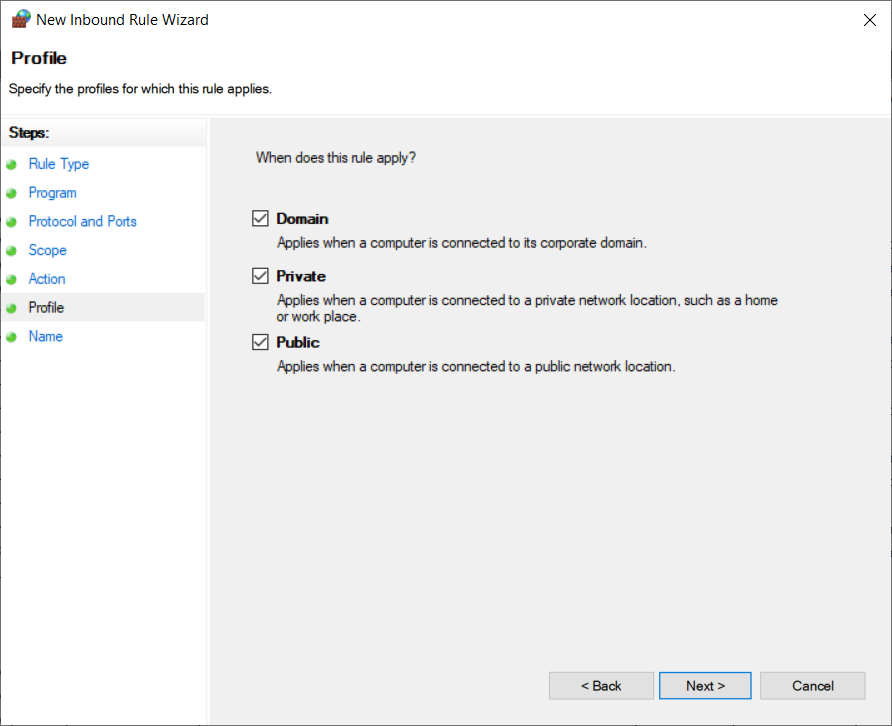 New Inbound Rule Wizard
Profile
Specify the profiles for which this rule applies.
Steps:
Rule Type
Program
Protocol and Ports
Scope
Action
Profile
Name
When does this rule apply?
Domain
Applies when a computer is connected to its corporate domain.
Private
Applies when a computer is connected to a private network location, such as a home
or work place.
Public
Applies when a computer is connected to a public network location.
< Back
Next >
Cancel